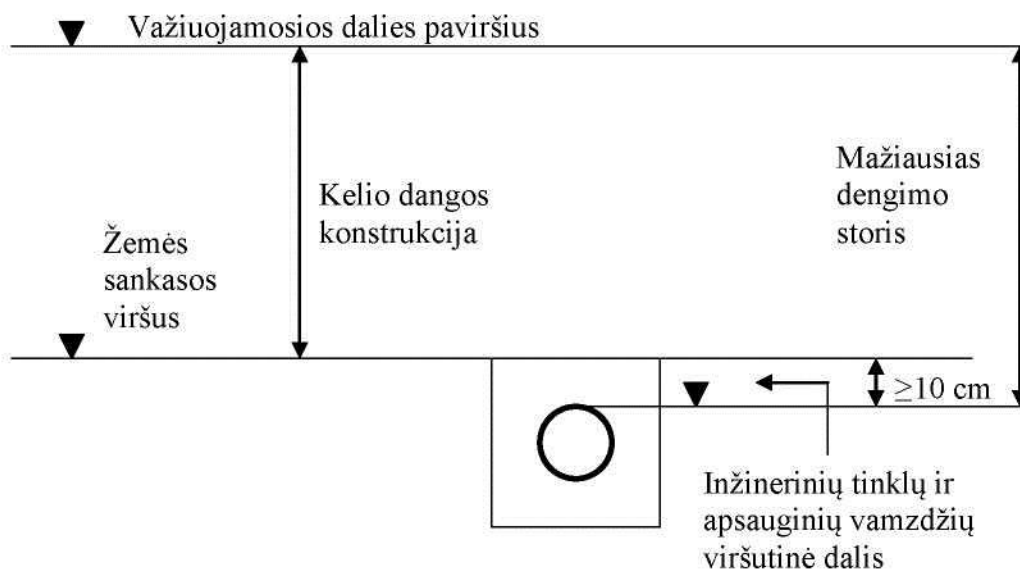 Važiuojamosios dalies paviršius
Kelio dangos
konstrukcija
Mažiausias
dengimo
storis
Žemės
sankasos
viršus
≥10 cm
Inžinerinių tinklų ir
apsauginių vamzdžių
viršutinė dalis